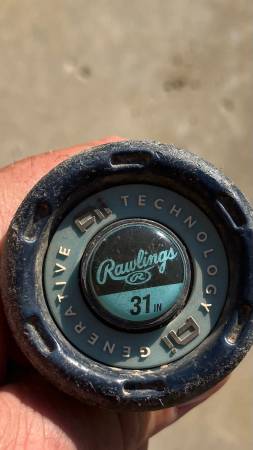 Ai TECHNOLOGY
Ai GENERATIVE
Rawlings
R
31 IN